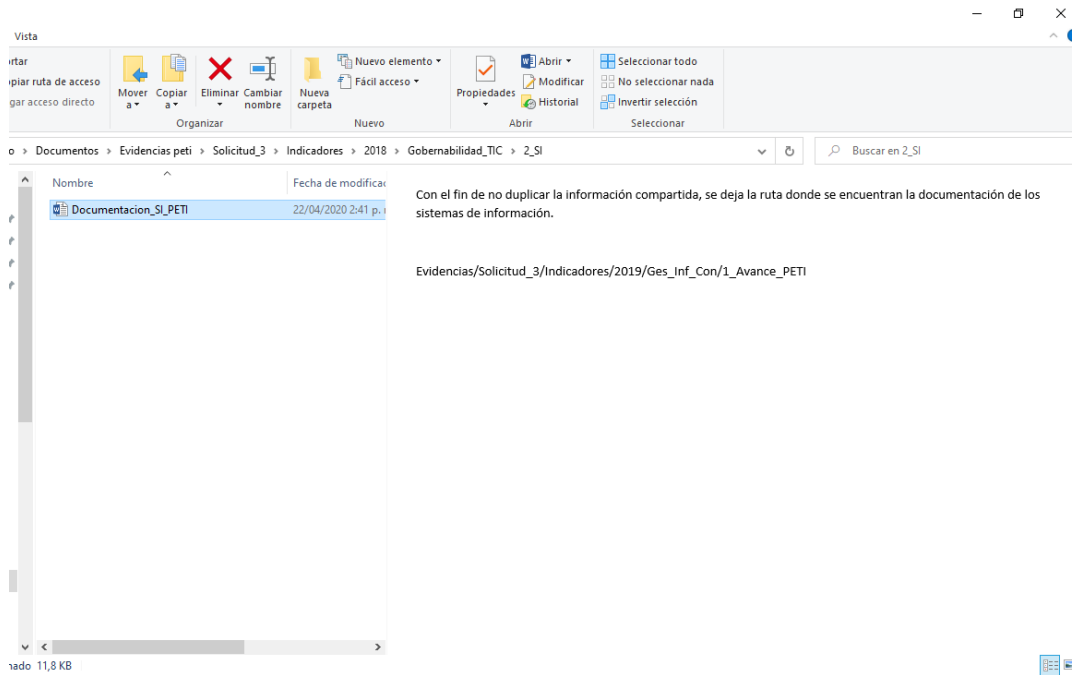 Vista
ortar
opiar ruta de acceso
gar acceso directo
Mover a
Copiar a
Eliminar
Cambiar nombre
Organizar
Nueva carpeta
Nuevo elemento
Fácil acceso
Nuevo
Propiedades
Abrir
Modificar
Historial
Abrir
Seleccionar todo
No seleccionar nada
Invertir selección
Seleccionar
o > Documentos > Evidencias peti > Solicitud_3 > Indicadores > 2018 > Gobernabilidad_TIC > 2_SI
Buscar en 2_SI
Nombre
Fecha de modificac
Documentacion_SI_PETI
22/04/2020 2:41 p.
Con el fin de no duplicar la información compartida, se deja la ruta donde se encuentran la documentación de los
sistemas de información.
Evidencias/Solicitud_3/Indicadores/2019/Ges_Inf_Con/1_Avance_PETI
nado 11,8 KB